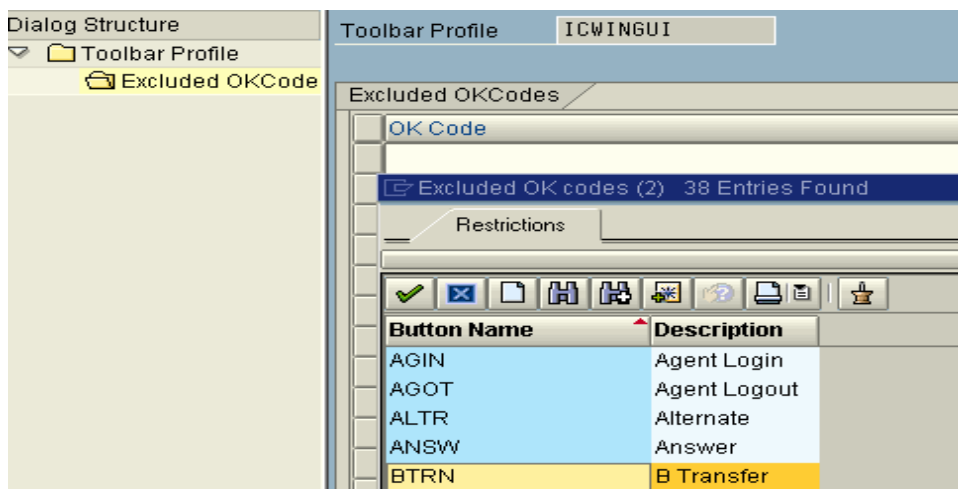 Dialog Structure
Toolbar Profile
Excluded OKCode
Toolbar Profile ICWINGUI
Excluded OKCodes
OK Code
Excluded OK codes (2) 38 Entries Found
Restrictions
Button Name Description
AGIN Agent Login
AGOT Agent Logout
ALTR Alternate
ANSW Answer
BTRN B Transfer